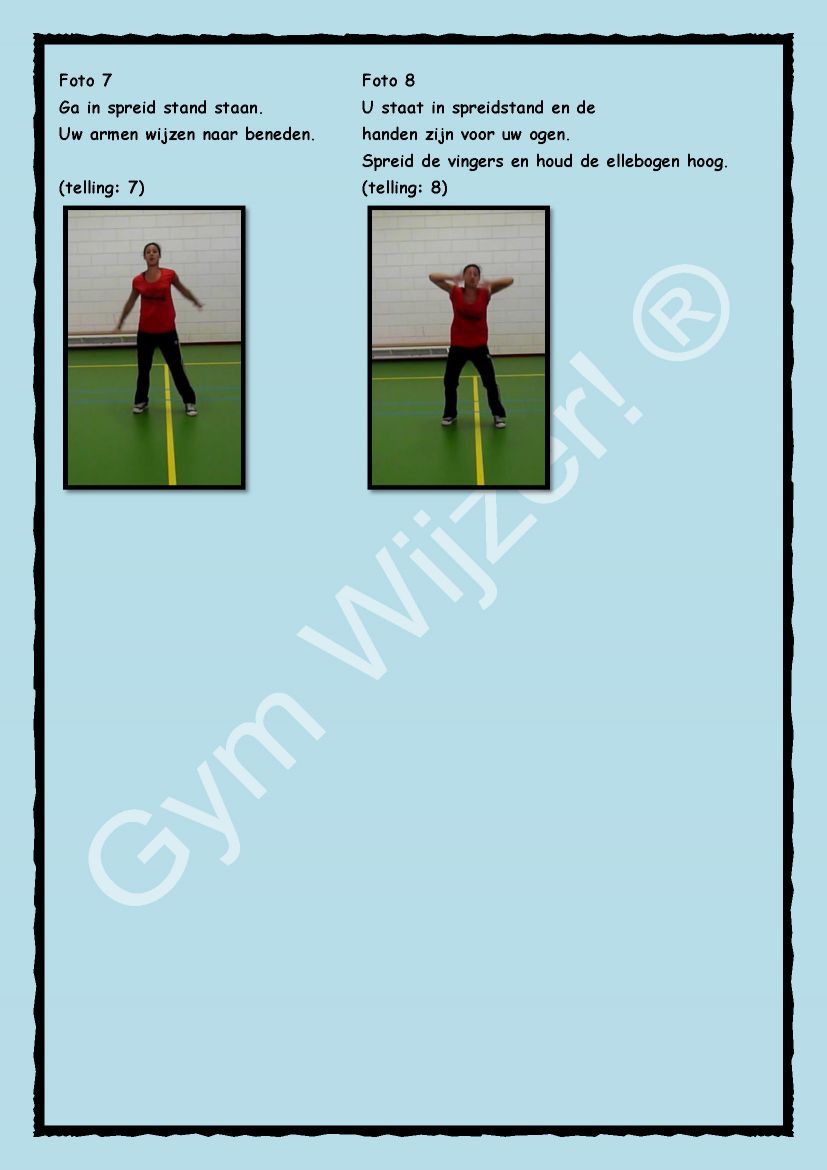 Foto 7
Ga in spreid stand staan.
Uw armen wijzen naar beneden.
(telling: 7)
Foto 8
U staat in spreidstand en de
handen zijn voor uw ogen.
Spreid de vingers en houd de ellebogen hoog.
(telling: 8)
Gym Wijzer! ®